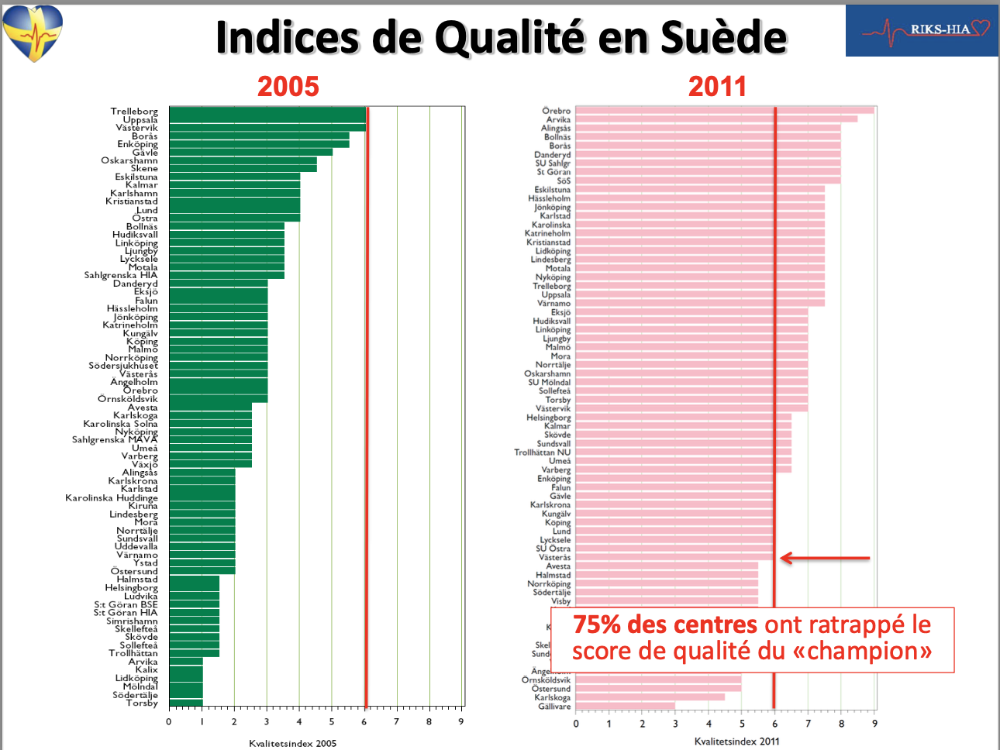 Indices de Qualité en Suède
RIKS-HIA
2005
Trelleborg
Uppsala
Västervik
Borås
Enköping
Gävle
Oskarshamn
Skene
Eskilstuna
Kalmar
Karlshamn
Kristianstad
Lund
Östra
Bollnäs
Hudiksvall
Linköping
Ljungby
Lycksele
Motala
Sahlgrenska HIA
Danderyd
Eksjö
Falun
Hässleholm
Jönköping
Katrineholm
Kungälv
Köping
Malmö
Norrköping
Södersjukhuset
Västerås
Ängelholm
Örebro
Örnsköldsvik
Avesta
Karlskoga
Karolinska Solna
Nyköping
Sahlgrenska MAVA
Umeå
Varberg
Växjö
Alingsås
Karlskrona
Karlstad
Karolinska Huddinge
Kiruna
Lindesberg
Mora
Norrtälje
Sundsvall
Uddevalla
Värnamo
Ystad
Östersund
Halmstad
Helsingborg
Ludvika
S:t Göran BSE
S:t Göran HIA
Simrishamn
Skellefteå
Skövde
Sollefteå
Trollhättan
Arvika
Kalix
Lidköping
Mölndal
Södertälje
Torsby
0 1 2 3 4 5 6 7 8 9
Kvalitetsindex 2005
2011
Örebro
Arvika
Alingsås
Bollnäs
Borås
Danderyd
SU Sahlgr
St Göran
SöS
Eskilstuna
Hässleholm
Jönköping
Karlstad
Karolinska
Katrineholm
Kristianstad
Lidköping
Lindesberg
Motala
Nyköping
Trelleborg
Uppsala
Värnamo
Eksjö
Hudiksvall
Linköping
Ljungby
Malmö
Mora
Norrtälje
Oskarshamn
SU Mölndal
Sollefteå
Torsby
Västervik
Helsingborg
Kalmar
Skövde
Sundsvall
Trollhättan NU
Umeå
Varberg
Enköping
Falun
Gävle
Karlskrona
Kungälv
Köping
Lund
Lycksele
SU Östra
Västerås
Avesta
Halmstad
Norrköping
Södertälje
Visby
75% des centres ont ratrappé le
score de qualité du «champion»
Örnsköldsvik
Östersund
Karlskoga
Gällivare
0 1 2 3 4 5 6 7 8 9
Kvalitetsindex 2011